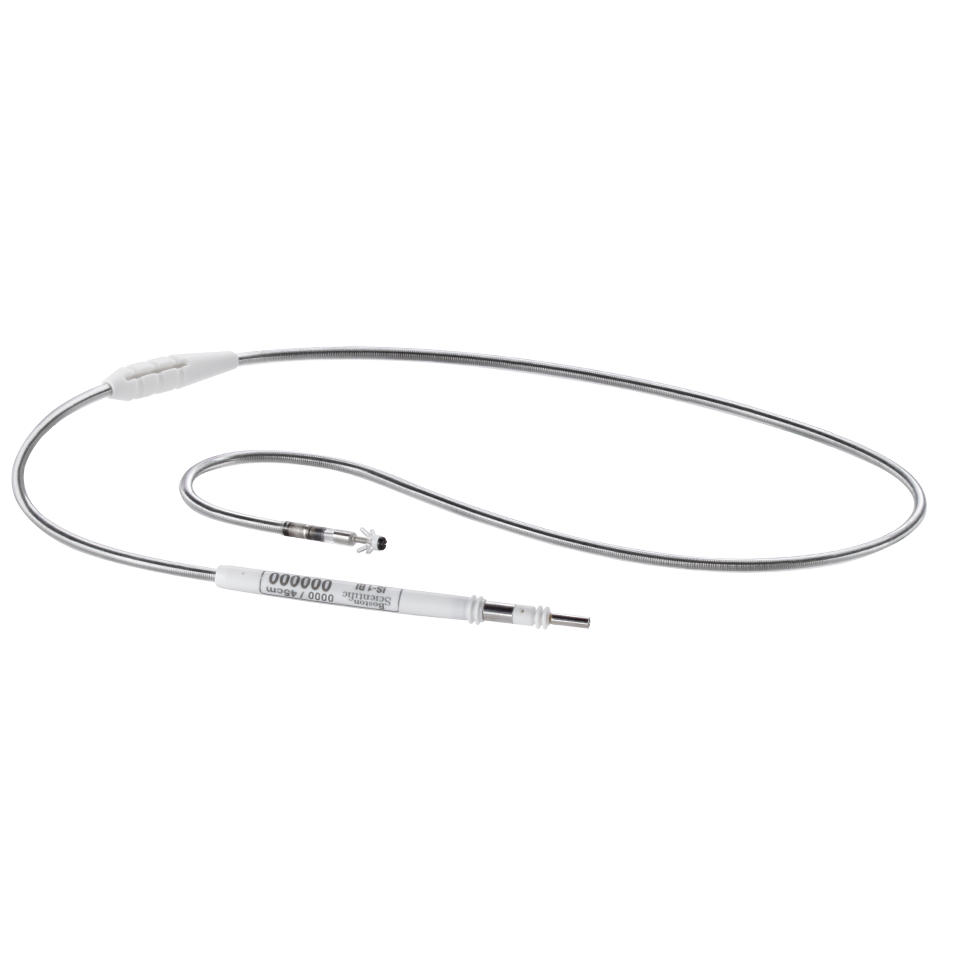 IS-1 BI
000000
Boston
Scientific
0000 / 45cm